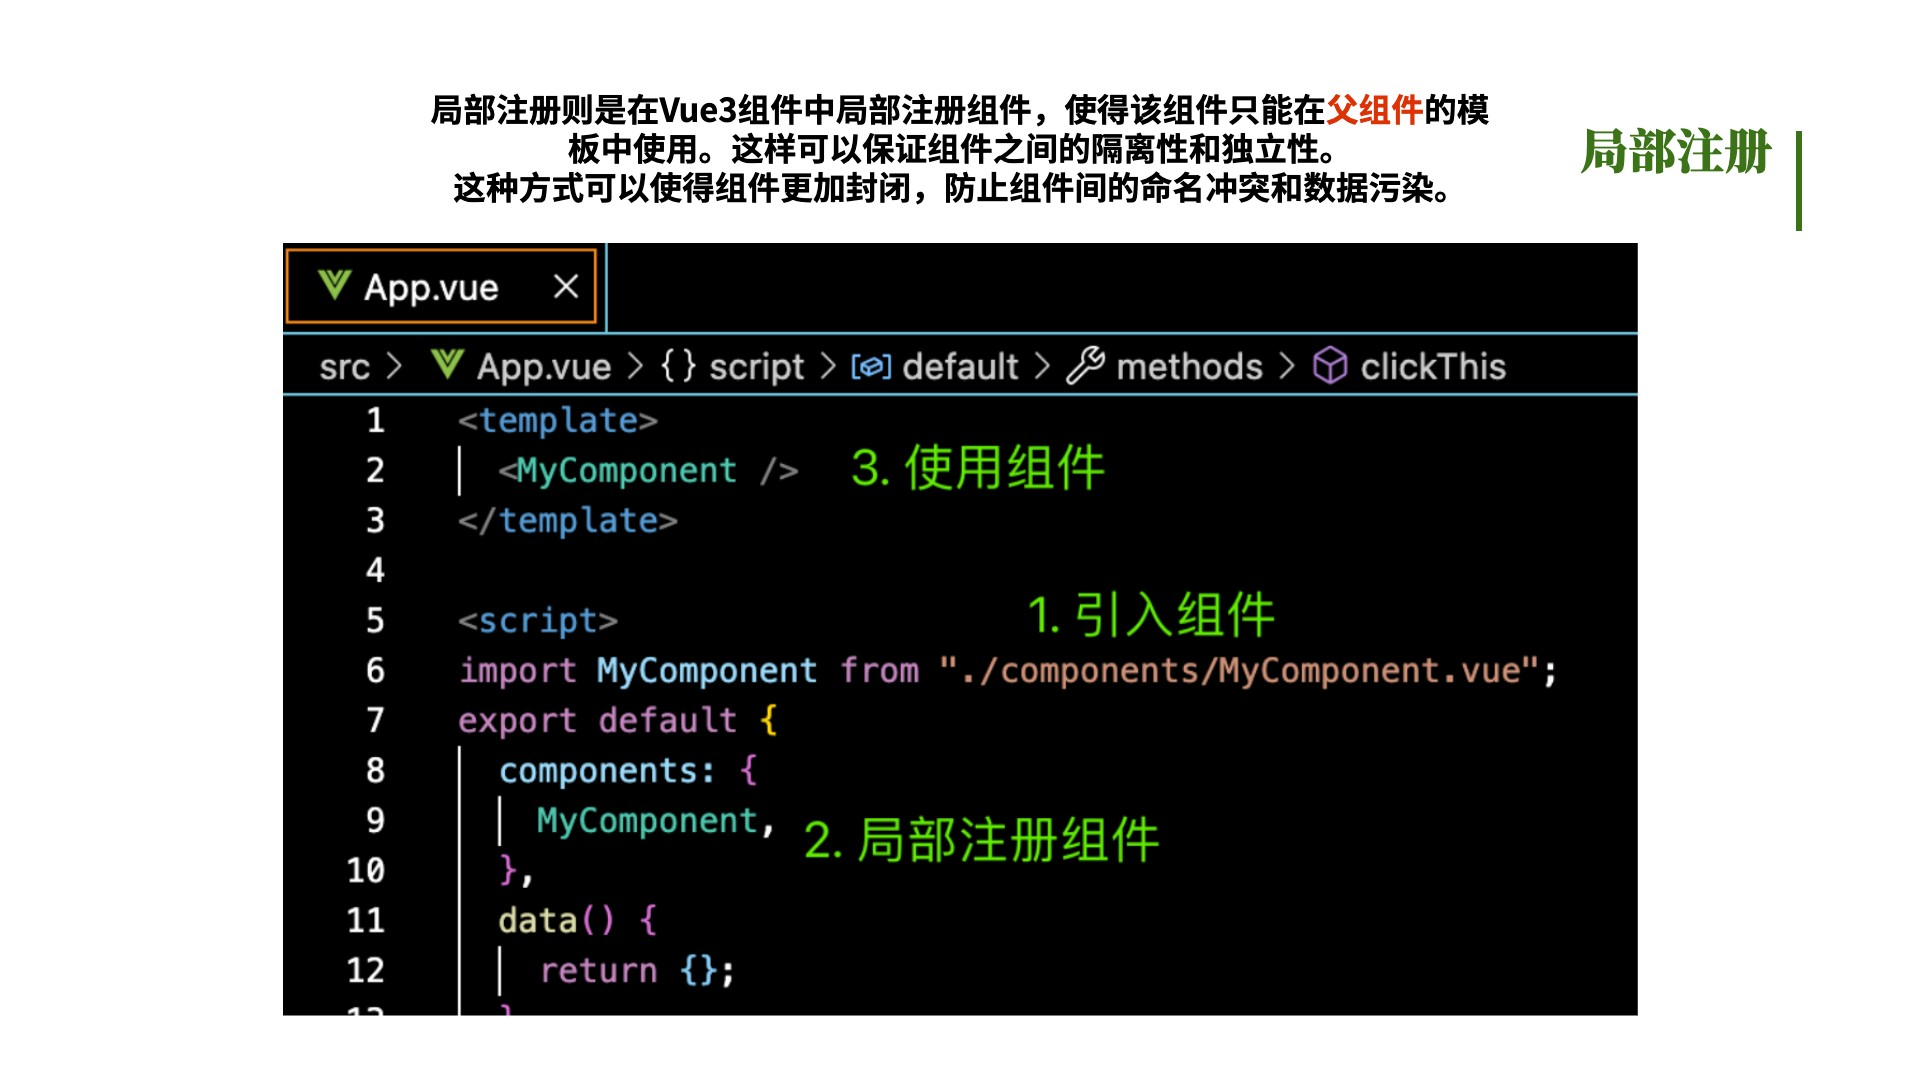 局部注册则是在Vue3组件中局部注册组件，使得该组件只能在父组件的模
板中使用。这样可以保证组件之间的隔离性和独立性。
这种方式可以使得组件更加封闭，防止组件间的命名冲突和数据污染。
局部注册
App.vue
src > App.vue > {} script > default > methods > clickThis
1 <template>
2 <MyComponent /> 3. 使用组件
3 </template>
4
5 <script>
1. 引入组件
6 import MyComponent from "./components/MyComponent.vue";
7 export default {
8 components: {
9 MyComponent,
2. 局部注册组件
10 },
11 data() {
12 return {};